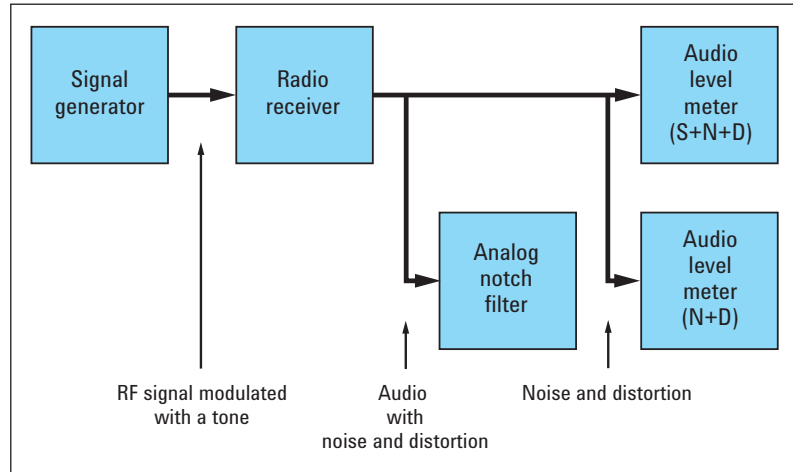 Signal
generator
Radio
receiver
Audio
level
meter
(S+N+D)
Analog
notch
filter
Audio
level
meter
(N+D)
RF signal modulated
with a tone
Audio
with
noise and distortion
Noise and distortion